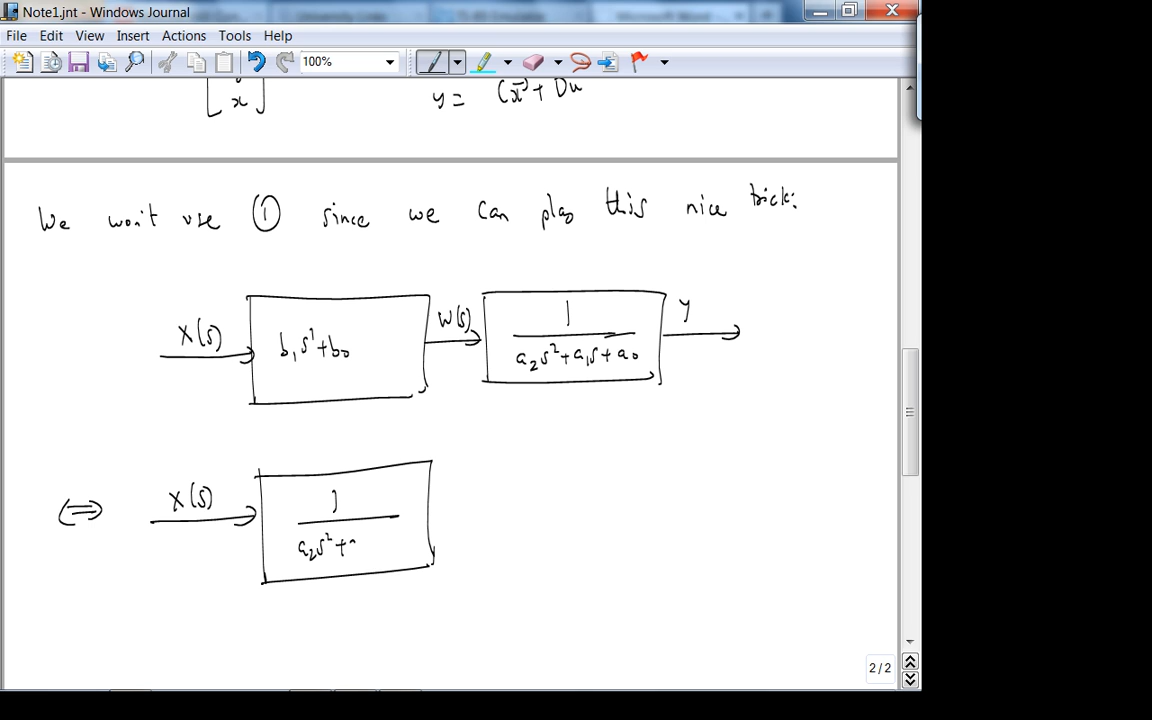 Note1.jnt - Windows Journal
File Edit View Insert Actions Tools Help
100%
[ẋ]
y = Cx̄ + Du
We won't use ① since we can play this nice trick:
X(s) b₁s¹+b₀ W(s) 1 Y
a₂s²+a₁s+a₀
⇔ X(s) 1
a₂s²+
2/2